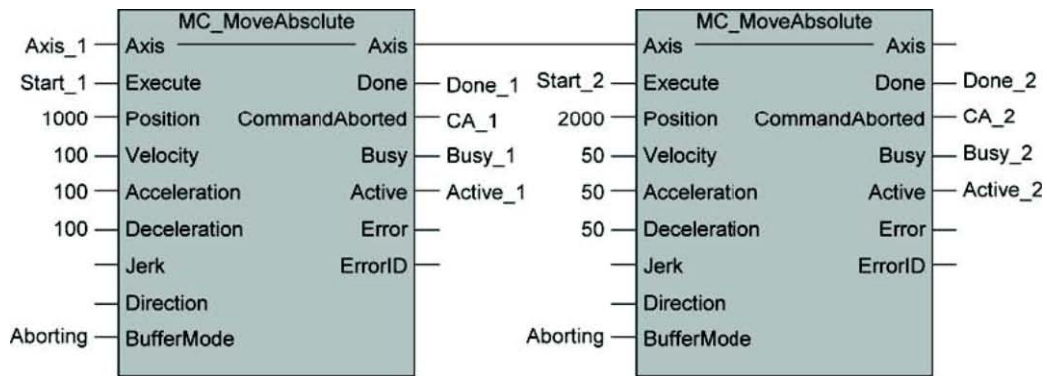 MC_MoveAbsolute MC_MoveAbsolute
Axis_1 Axis Axis Axis Axis
Start_1 Execute Done Done_1 Start_2 Execute Done Done_2
1000 Position CommandAborted CA_1 2000 Position CommandAborted CA_2
100 Velocity Busy Busy_1 50 Velocity Busy Busy_2
100 Acceleration Active Active_1 50 Acceleration Active Active_2
100 Deceleration Error 50 Deceleration Error
Jerk ErrorID Jerk ErrorID
Direction Direction
Aborting BufferMode Aborting BufferMode